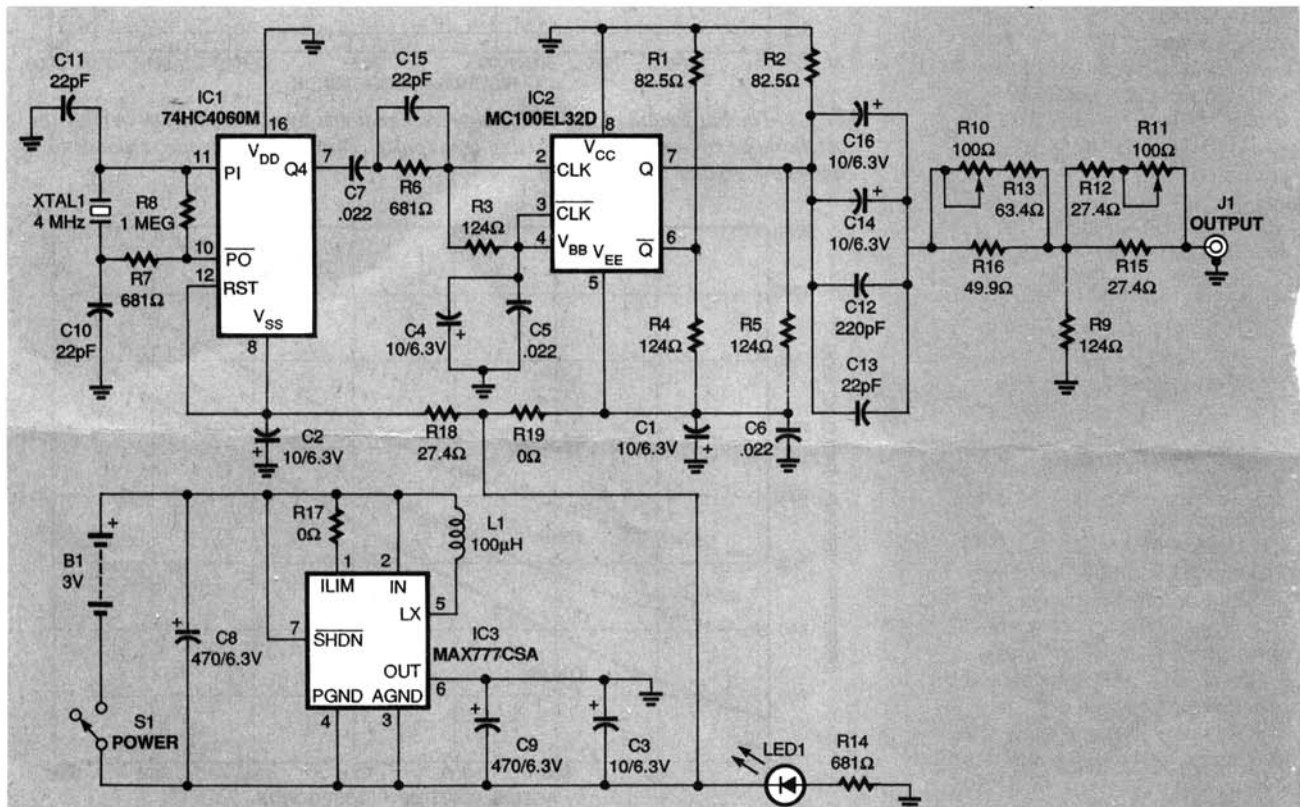 C11
22pF
XTAL1
4 MHz
R8
1 MEG
R7
681Ω
C10
22pF
IC1
74HC4060M
16
VDD
11
PI
Q4
7
10
PO
12
RST
VSS
8
C7
.022
C15
22pF
R6
681Ω
R3
124Ω
C4
10/6.3V
+
C5
.022
IC2
MC100EL32D
8
VCC
2
CLK
Q
7
3
CLK
4
VBB
VEE
Q
6
5
R1
82.5Ω
R2
82.5Ω
R4
124Ω
R5
124Ω
+
C16
10/6.3V
+
C14
10/6.3V
C12
220pF
C13
22pF
R10
100Ω
R13
63.4Ω
R16
49.9Ω
R12
27.4Ω
R11
100Ω
R15
27.4Ω
R9
124Ω
J1
OUTPUT
C2
10/6.3V
+
R18
27.4Ω
R19
0Ω
C1
10/6.3V
+
C6
.022
B1
3V
+
S1
POWER
+
C8
470/6.3V
R17
0Ω
L1
100μH
1
ILIM
2
IN
LX
5
7
SHDN
IC3
MAX777CSA
OUT
6
PGND
AGND
4
3
+
C9
470/6.3V
+
C3
10/6.3V
LED1
R14
681Ω